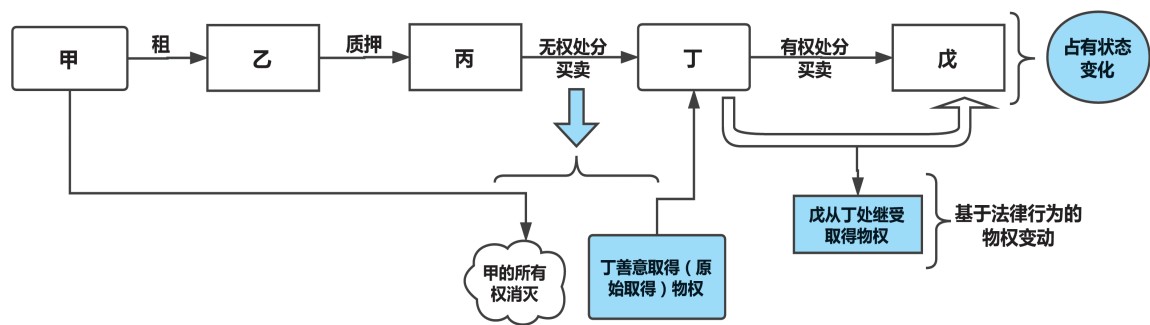 甲
租
乙
质押
丙
无权处分
买卖
丁
有权处分
买卖
戊
占有状态
变化
甲的所有
权消灭
丁善意取得（原
始取得）物权
戊从丁处继受
取得物权
基于法律行为的
物权变动